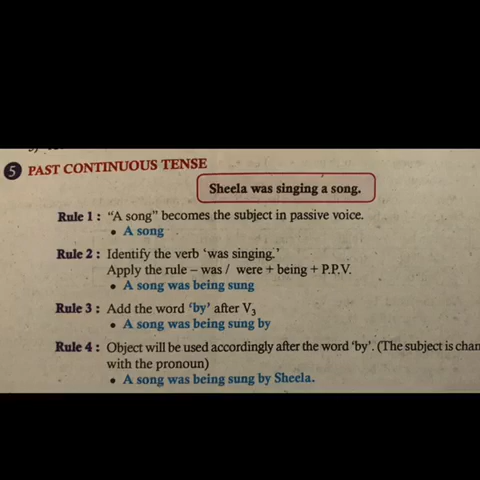 5 PAST CONTINUOUS TENSE
Sheela was singing a song.
Rule 1 : "A song" becomes the subject in passive voice.
• A song
Rule 2 : Identify the verb 'was singing.'
Apply the rule – was / were + being + P.P.V.
• A song was being sung
Rule 3 : Add the word 'by' after V3
• A song was being sung by
Rule 4 : Object will be used accordingly after the word 'by'. (The subject is chan
with the pronoun)
• A song was being sung by Sheela.